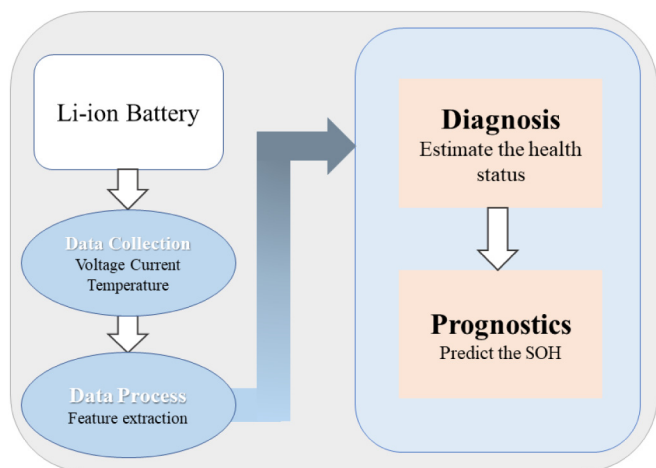 Li-ion Battery
Data Collection
Voltage Current
Temperature
Data Process
Feature extraction
Diagnosis
Estimate the health
status
Prognostics
Predict the SOH